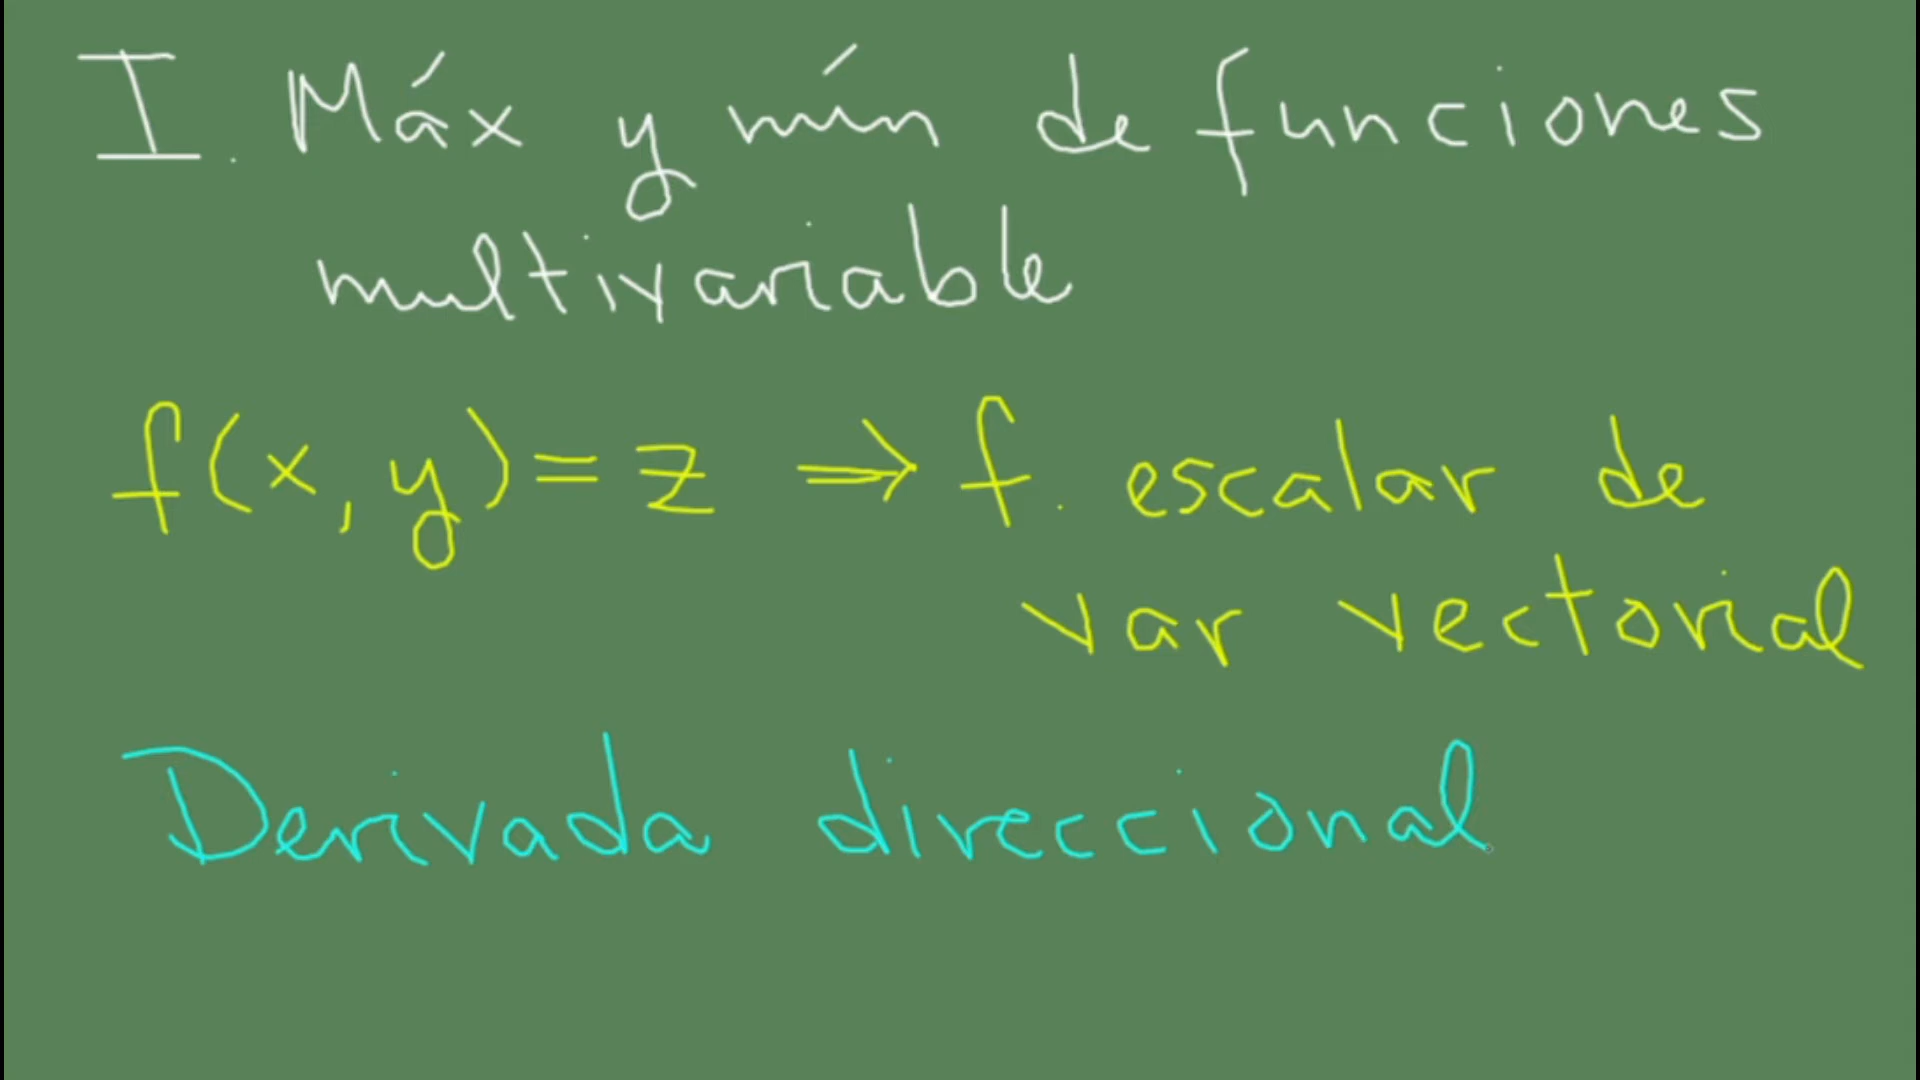 I. Máx y mín de funciones
multivariable
f(x,y)=z ⇒ f. escalar de
var vectorial
Derivada direccional